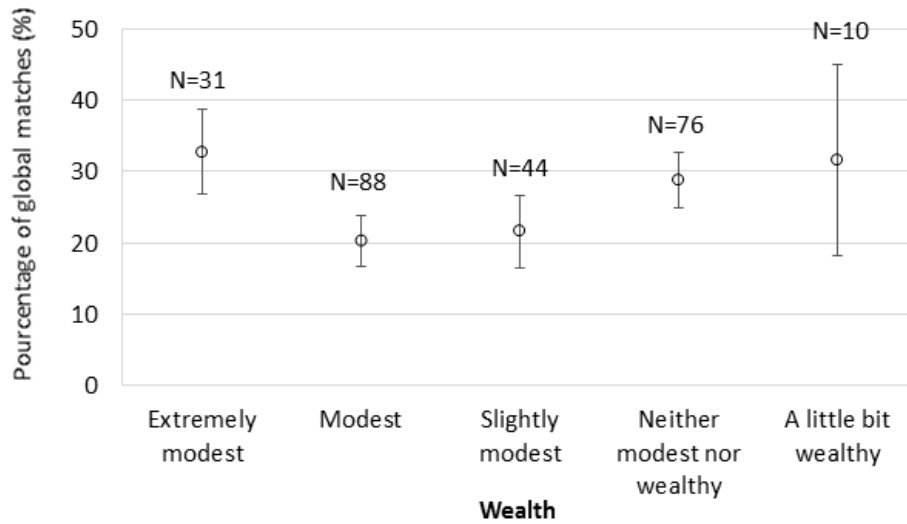 Pourcentage of global matches (%)
50
40
30
20
10
0
N=31
N=88
N=44
N=76
N=10
Extremely
modest
Modest
Slightly
modest
Neither
modest nor
wealthy
A little bit
wealthy
Wealth